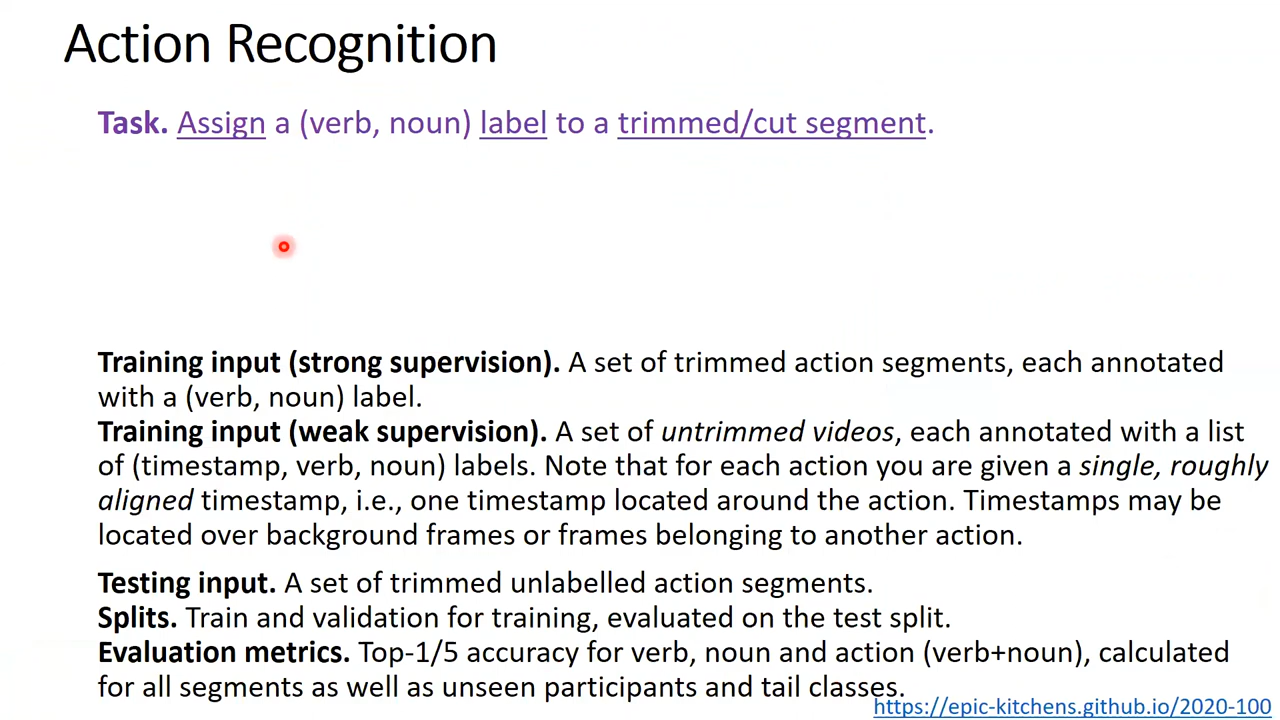 Action Recognition
Task. Assign a (verb, noun) label to a trimmed/cut segment.
Training input (strong supervision). A set of trimmed action segments, each annotated
with a (verb, noun) label.
Training input (weak supervision). A set of untrimmed videos, each annotated with a list
of (timestamp, verb, noun) labels. Note that for each action you are given a single, roughly
aligned timestamp, i.e., one timestamp located around the action. Timestamps may be
located over background frames or frames belonging to another action.
Testing input. A set of trimmed unlabelled action segments.
Splits. Train and validation for training, evaluated on the test split.
Evaluation metrics. Top-1/5 accuracy for verb, noun and action (verb+noun), calculated
for all segments as well as unseen participants and tail classes.
https://epic-kitchens.github.io/2020-100